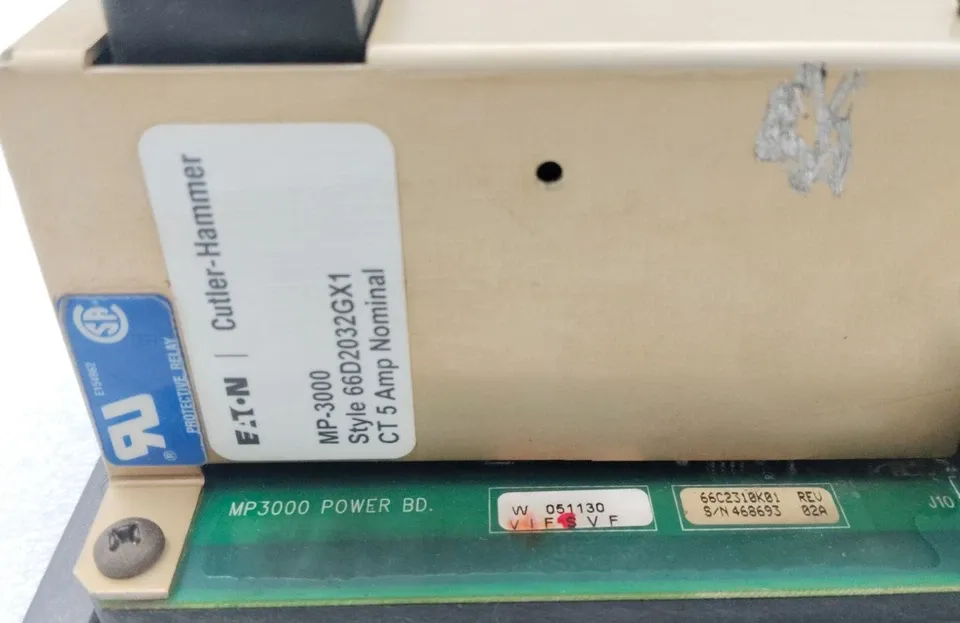 EAT•N | Cutler-Hammer
MP-3000
Style 66D2032GX1
CT 5 Amp Nominal
PROTECTIVE RELAY
MP3000 POWER BD.
W 051130
V I F S V F
66C2310K01 REV
S/N 468693 02A
J10